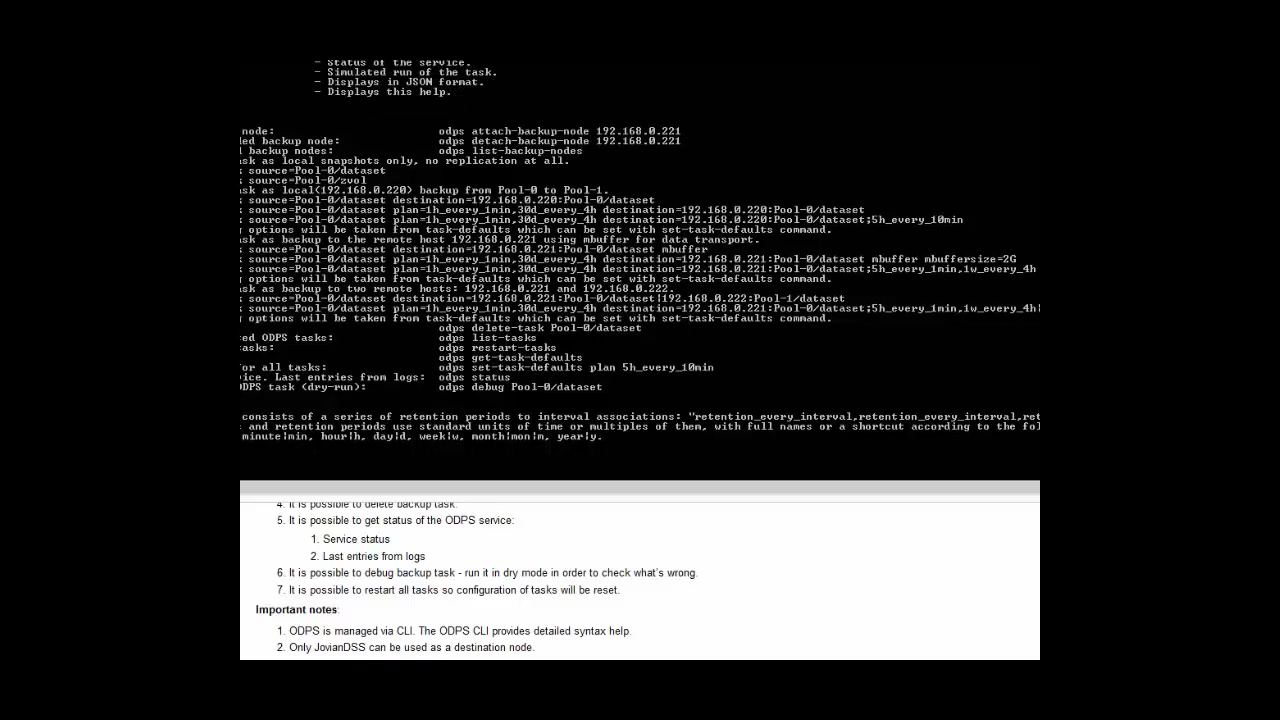 - Status of the service.
- Simulated run of the task.
- Displays in JSON format.
- Displays this help.
node: odps attach-backup-node 192.168.0.221
ed backup node: odps detach-backup-node 192.168.0.221
backup nodes: odps list-backup-nodes
sk as local snapshots only, no replication at all.
source=Pool-0/dataset
source=Pool-0/zvol
sk as local(192.168.0.220) backup from Pool-0 to Pool-1.
source=Pool-0/dataset destination=192.168.0.220:Pool-0/dataset
source=Pool-0/dataset plan=1h_every_1min,30d_every_4h destination=192.168.0.220:Pool-0/dataset
source=Pool-0/dataset plan=1h_every_1min,30d_every_4h destination=192.168.0.220:Pool-0/dataset;5h_every_10min
options will be taken from task-defaults which can be set with set-task-defaults command.
sk as backup to the remote host 192.168.0.221 using mbuffer for data transport.
source=Pool-0/dataset destination=192.168.0.221:Pool-0/dataset mbuffer
source=Pool-0/dataset plan=1h_every_1min,30d_every_4h destination=192.168.0.221:Pool-0/dataset mbuffer mbuffersize=2G
source=Pool-0/dataset plan=1h_every_1min,30d_every_4h destination=192.168.0.221:Pool-0/dataset;5h_every_1min,1w_every_4h
options will be taken from task-defaults which can be set with set-task-defaults command.
sk as backup to two remote hosts: 192.168.0.221 and 192.168.0.222.
source=Pool-0/dataset destination=192.168.0.221:Pool-0/dataset|192.168.0.222:Pool-1/dataset
source=Pool-0/dataset plan=1h_every_1min,30d_every_4h destination=192.168.0.221:Pool-0/dataset;5h_every_1min,1w_every_4h|
options will be taken from task-defaults which can be set with set-task-defaults command.
odps delete-task Pool-0/dataset
ed ODPS tasks: odps list-tasks
asks: odps restart-tasks
odps get-task-defaults
or all tasks: odps set-task-defaults plan 5h_every_10min
ice. Last entries from logs: odps status
ODPS task (dry-run): odps debug Pool-0/dataset
consists of a series of retention periods to interval associations: "retention_every_interval,retention_every_interval,ret
and retention periods use standard units of time or multiples of them, with full names or a shortcut according to the fol
minute|min, hour|h, day|d, week|w, month|mon|m, year|y.
4. It is possible to delete backup task.
5. It is possible to get status of the ODPS service:
1. Service status
2. Last entries from logs
6. It is possible to debug backup task - run it in dry mode in order to check what's wrong.
7. It is possible to restart all tasks so configuration of tasks will be reset.
Important notes:
1. ODPS is managed via CLI. The ODPS CLI provides detailed syntax help.
2. Only JovianDSS can be used as a destination node.